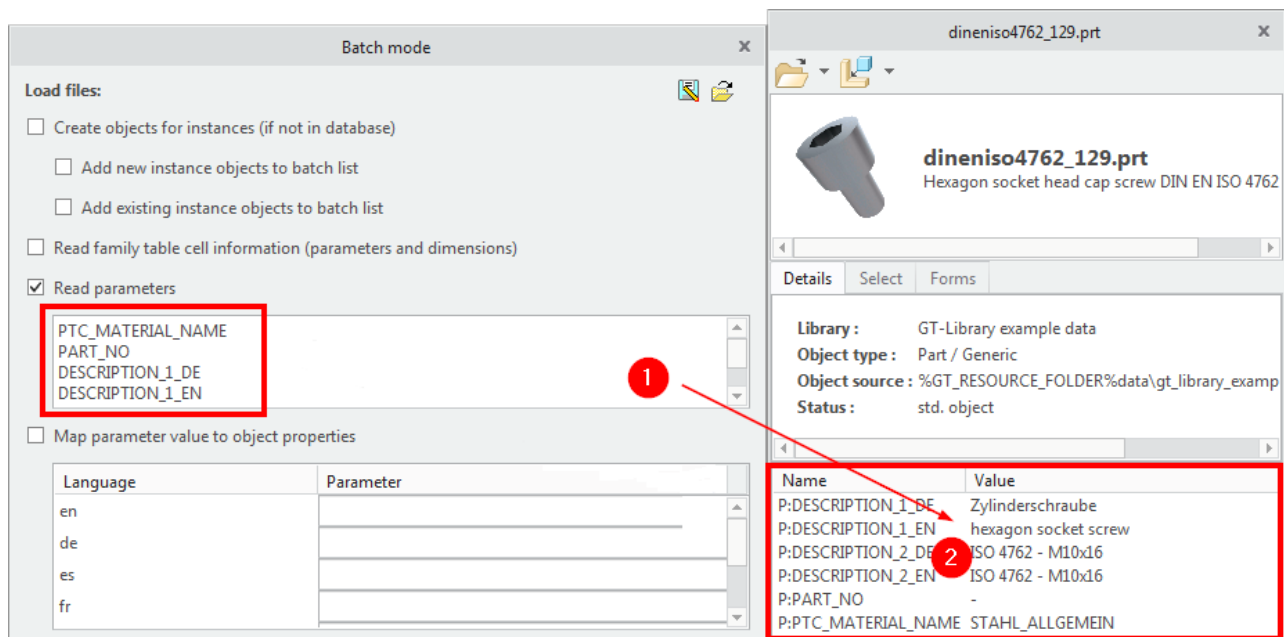 Batch mode
Load files:
Create objects for instances (if not in database)
Add new instance objects to batch list
Add existing instance objects to batch list
Read family table cell information (parameters and dimensions)
Read parameters
PTC_MATERIAL_NAME
PART_NO
DESCRIPTION_1_DE
DESCRIPTION_1_EN
1
Map parameter value to object properties
Language Parameter
en
de
es
fr
dineniso4762_129.prt
dineniso4762_129.prt
Hexagon socket head cap screw DIN EN ISO 4762
Details Select Forms
Library : GT-Library example data
Object type : Part / Generic
Object source : %GT_RESOURCE_FOLDER%data\gt_library_examp
Status : std. object
Name Value
P:DESCRIPTION_1_DE Zylinderschraube
P:DESCRIPTION_1_EN hexagon socket screw
P:DESCRIPTION_2_DE ISO 4762 - M10x16
2
P:DESCRIPTION_2_EN ISO 4762 - M10x16
P:PART_NO -
P:PTC_MATERIAL_NAME STAHL_ALLGEMEIN